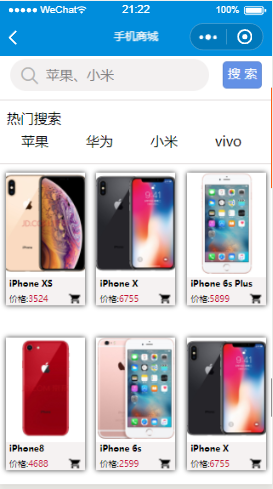 WeChat 21:22 100%
手机商城
苹果、小米 搜 索
热门搜索
苹果 华为 小米 vivo
iPhone XS iPhone X iPhone 6s Plus
价格:3524 价格:6755 价格:5899
iPhone8 iPhone 6s iPhone X
价格:4688 价格:2599 价格:6755